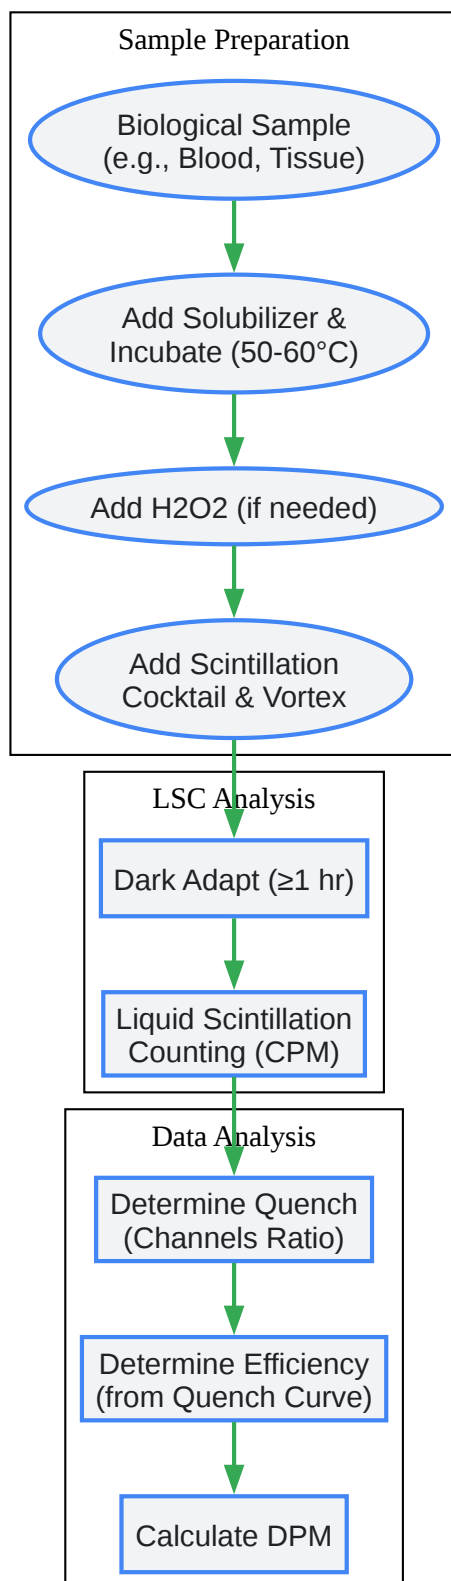 Sample Preparation
Biological Sample
(e.g., Blood, Tissue)
Add Solubilizer &
Incubate (50-60°C)
Add H2O2 (if needed)
Add Scintillation
Cocktail & Vortex
LSC Analysis
Dark Adapt (≥1 hr)
Liquid Scintillation
Counting (CPM)
Data Analysis
Determine Quench
(Channels Ratio)
Determine Efficiency
(from Quench Curve)
Calculate DPM